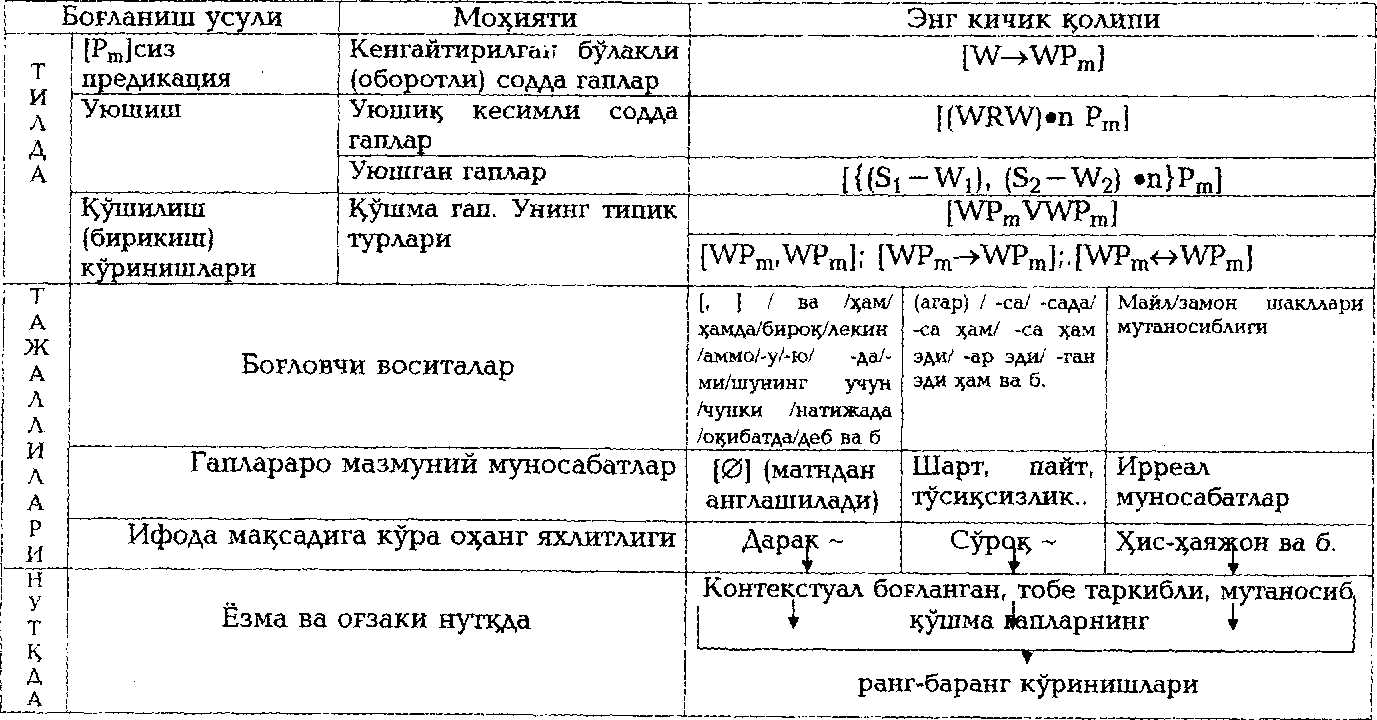 Боғланиш усули
Моҳияти
Энг кичик қолипи
ТИЛДА
[Pm]сиз
предикация
Кенгайтирилган бўлакли
(оборотли) содда гаплар
[W→WPm]
Уюшиш
Уюшиқ кесимли содда
гаплар
[(WRW)•n Pm]
Уюшган гаплар
[{(S1–W1), (S2–W2) •n}Pm]
Қўшилиш
(бирикиш)
кўринишлари
Қўшма гап. Унинг типик
турлари
[WPmVWPm]
[WPm,WPm]; [WPm→WPm];.[WPm↔WPm]
ТАЖАЛЛИЛАРИ
Боғловчи воситалар
[, ] / ва /ҳам/
ҳамда/бироқ/лекин
/аммо/-у/-ю/ -да/-
ми/шунинг учун
/чунки /натижада
/оқибатда/деб ва б
(агар) / -са/ -сада/
-са ҳам/ -са ҳам
эди/ -ар эди/ -ган
эди ҳам ва б.
Майл/замон шакллари
мутаносиблиги
Гаплараро мазмуний муносабатлар
[∅] (матндан
англашилади)
Шарт, пайт,
тўсиқсизлик..
Ирреал
муносабатлар
Ифода мақсадига кўра оҳанг яхлитлиги
Дарак ~
Сўроқ ~
Ҳис-ҳаяжон ва б.
НУТҚДА
Ёзма ва оғзаки нутқда
Контекстуал боғланган, тобе таркибли, мутаносиб
қўшма гапларнинг
ранг-баранг кўринишлари